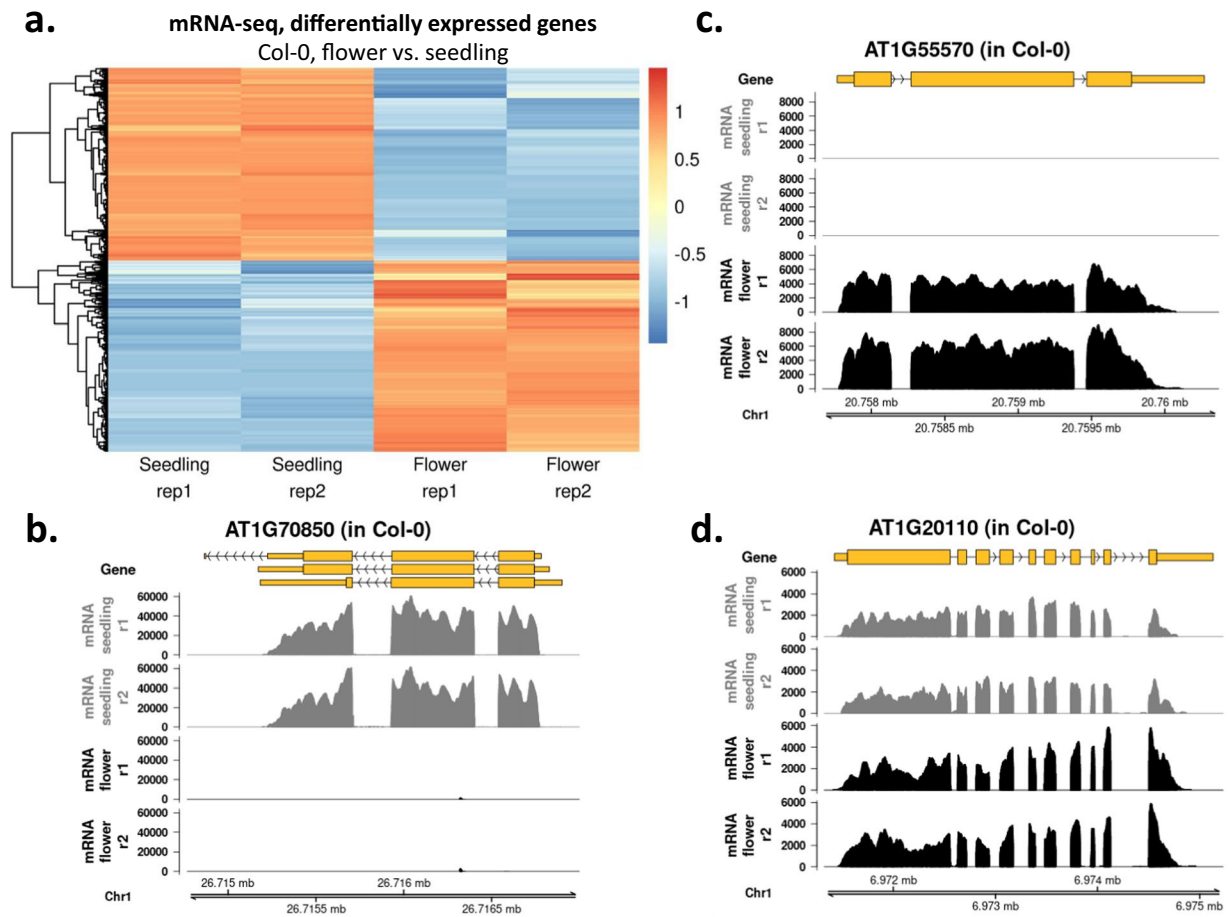 a.
mRNA-seq, differentially expressed genes
Col-0, flower vs. seedling
1
0.5
0
-0.5
-1
Seedling rep1
Seedling rep2
Flower rep1
Flower rep2
b.
AT1G70850 (in Col-0)
Gene
mRNA seedling r1
60000
40000
20000
0
mRNA seedling r2
60000
40000
20000
0
mRNA flower r1
60000
40000
20000
0
mRNA flower r2
60000
40000
20000
0
Chr1
26.715 mb
26.7155 mb
26.716 mb
26.7165 mb
c.
AT1G55570 (in Col-0)
Gene
mRNA seedling r1
8000
6000
4000
2000
0
mRNA seedling r2
8000
6000
4000
2000
0
mRNA flower r1
8000
6000
4000
2000
0
mRNA flower r2
8000
6000
4000
2000
0
Chr1
20.758 mb
20.7585 mb
20.759 mb
20.7595 mb
20.76 mb
d.
AT1G20110 (in Col-0)
Gene
mRNA seedling r1
6000
4000
2000
0
mRNA seedling r2
6000
4000
2000
0
mRNA flower r1
6000
4000
2000
0
mRNA flower r2
6000
4000
2000
0
Chr1
6.972 mb
6.973 mb
6.974 mb
6.975 mb